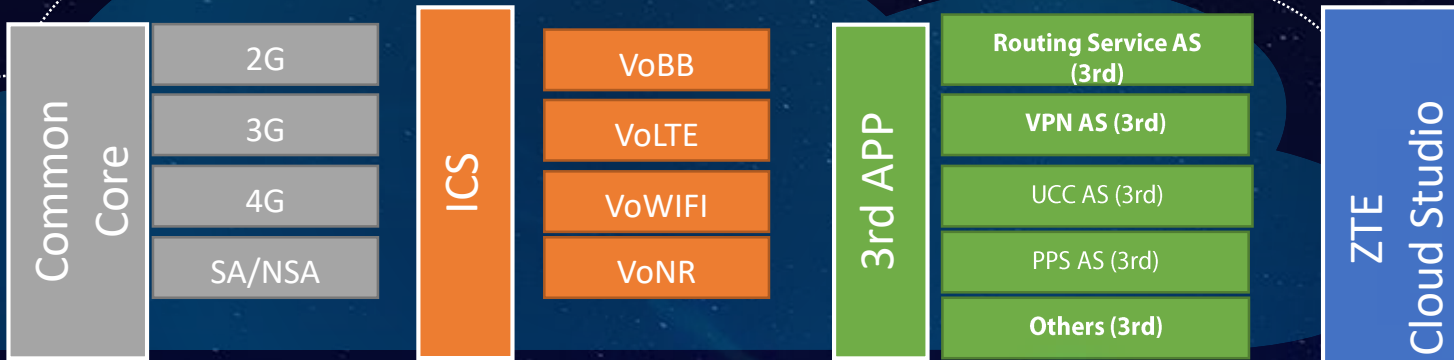 Common
Core
2G
3G
4G
SA/NSA
ICS
VoBB
VoLTE
VoWIFI
VoNR
3rd APP
Routing Service AS
(3rd)
VPN AS (3rd)
UCC AS (3rd)
PPS AS (3rd)
Others (3rd)
ZTE
Cloud Studio